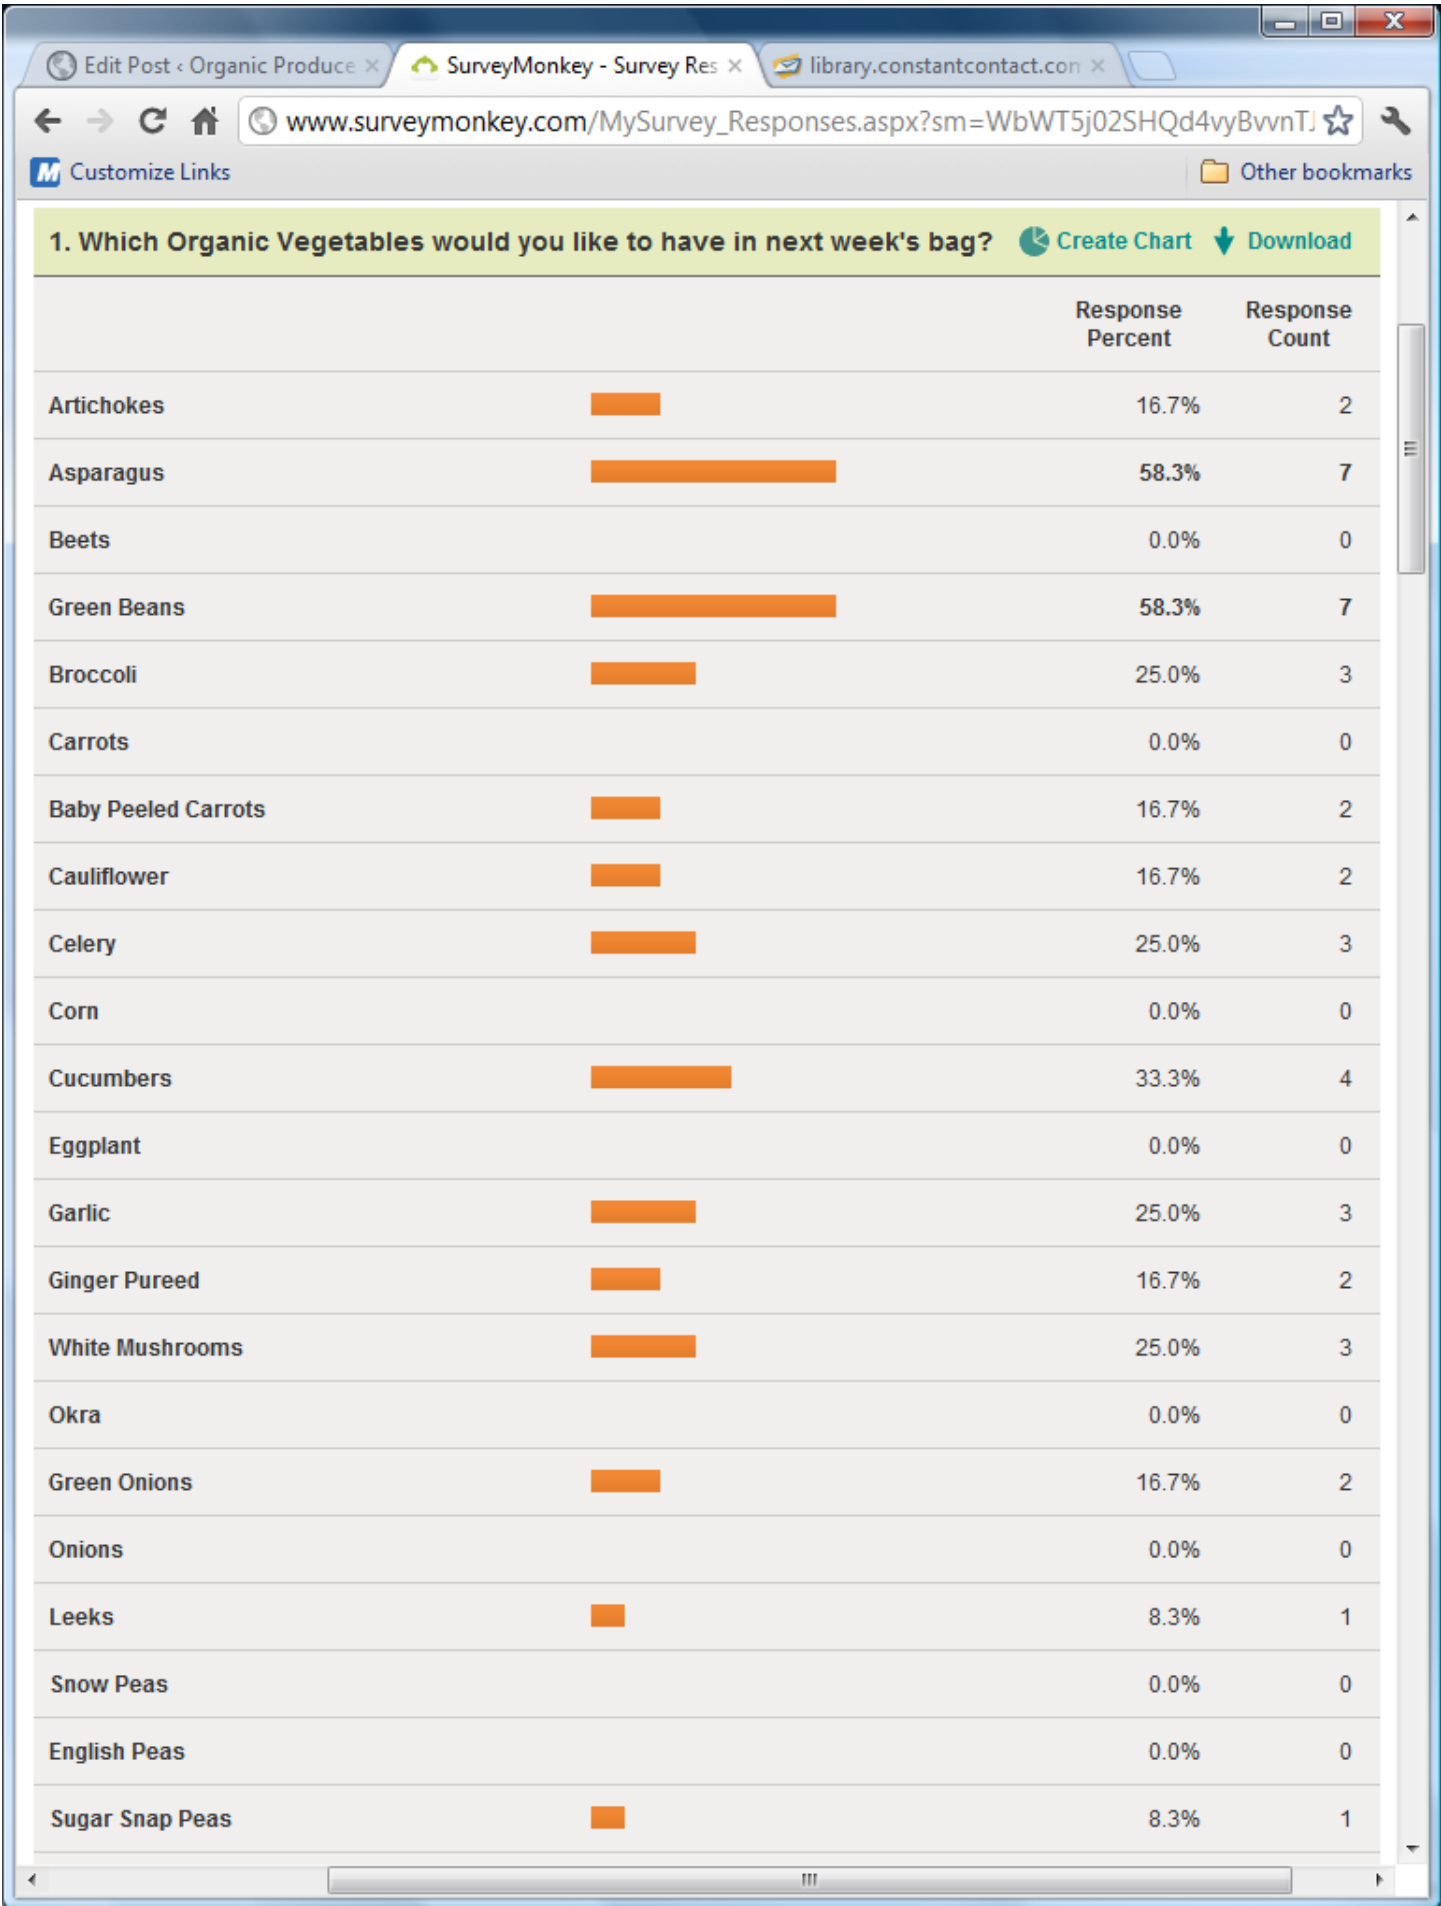 Edit Post ‹ Organic Produce
SurveyMonkey - Survey Res
library.constantcontact.con
www.surveymonkey.com/MySurvey_Responses.aspx?sm=WbWT5j02SHQd4vyBvvnTJ
Customize Links
Other bookmarks
1. Which Organic Vegetables would you like to have in next week's bag? Create Chart Download
Response Percent Response Count
Artichokes 16.7% 2
Asparagus 58.3% 7
Beets 0.0% 0
Green Beans 58.3% 7
Broccoli 25.0% 3
Carrots 0.0% 0
Baby Peeled Carrots 16.7% 2
Cauliflower 16.7% 2
Celery 25.0% 3
Corn 0.0% 0
Cucumbers 33.3% 4
Eggplant 0.0% 0
Garlic 25.0% 3
Ginger Pureed 16.7% 2
White Mushrooms 25.0% 3
Okra 0.0% 0
Green Onions 16.7% 2
Onions 0.0% 0
Leeks 8.3% 1
Snow Peas 0.0% 0
English Peas 0.0% 0
Sugar Snap Peas 8.3% 1